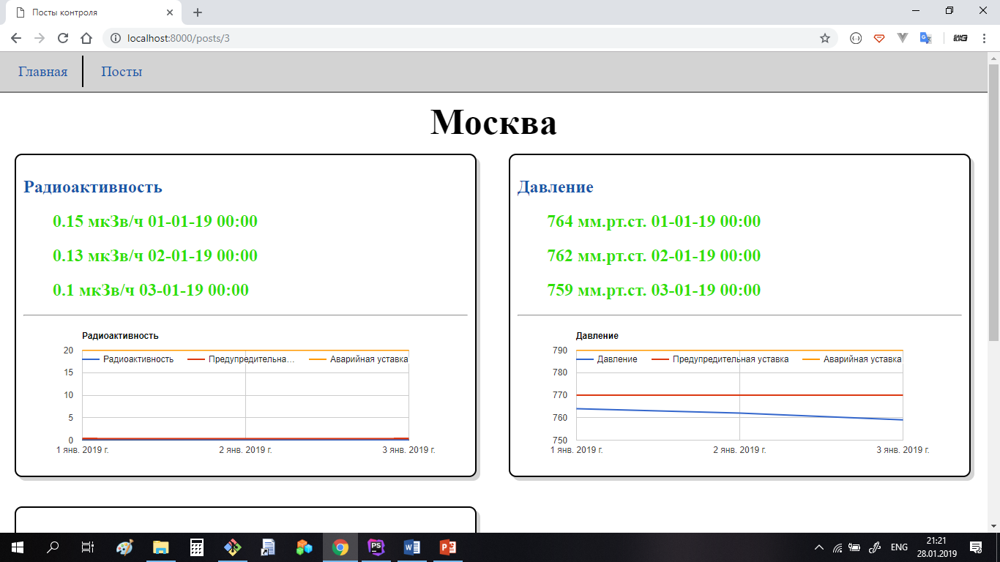 Посты контроля
localhost:8000/posts/3
Главная
Посты
Москва
Радиоактивность
0.15 мкЗв/ч 01-01-19 00:00
0.13 мкЗв/ч 02-01-19 00:00
0.1 мкЗв/ч 03-01-19 00:00
Радиоактивность
20
Радиоактивность Предупредительна... Аварийная уставка
15
10
5
0
1 янв. 2019 г. 2 янв. 2019 г. 3 янв. 2019 г.
Давление
764 мм.рт.ст. 01-01-19 00:00
762 мм.рт.ст. 02-01-19 00:00
759 мм.рт.ст. 03-01-19 00:00
Давление
790
Давление Предупредительная уставка Аварийная уставка
780
770
760
750
1 янв. 2019 г. 2 янв. 2019 г. 3 янв. 2019 г.
PS
ENG
21:21
28.01.2019